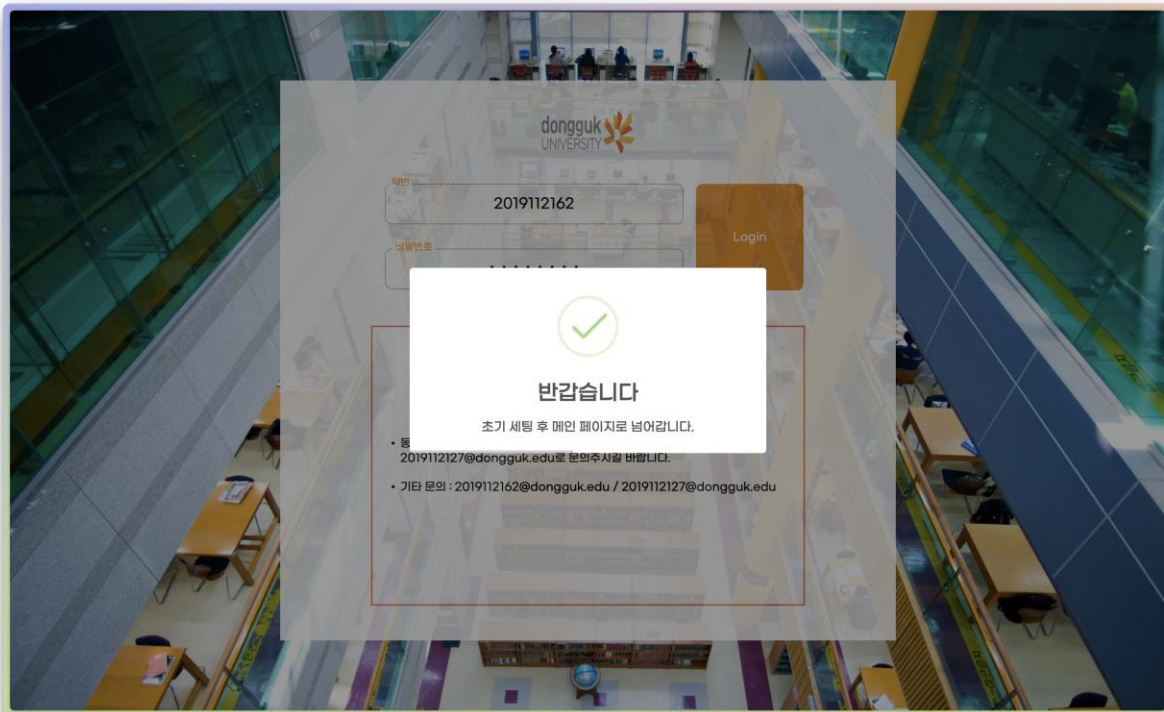 dongguk
UNIVERSITY
학번
2019112162
비밀번호
Login
반갑습니다
초기 세팅 후 메인 페이지로 넘어갑니다.
• 동
2019112127@dongguk.edu로 문의주시길 바랍니다.
• 기타 문의 : 2019112162@dongguk.edu / 2019112127@dongguk.edu